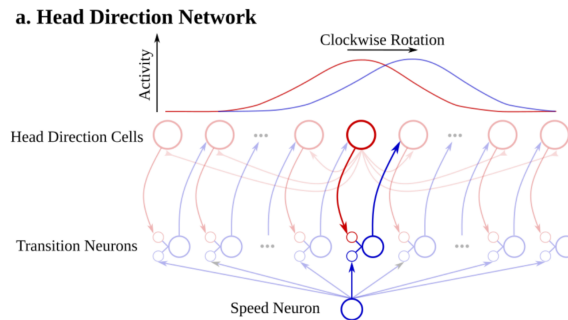 a. Head Direction Network
Clockwise Rotation
Activity
Head Direction Cells
...
...
Transition Neurons
...
...
Speed Neuron